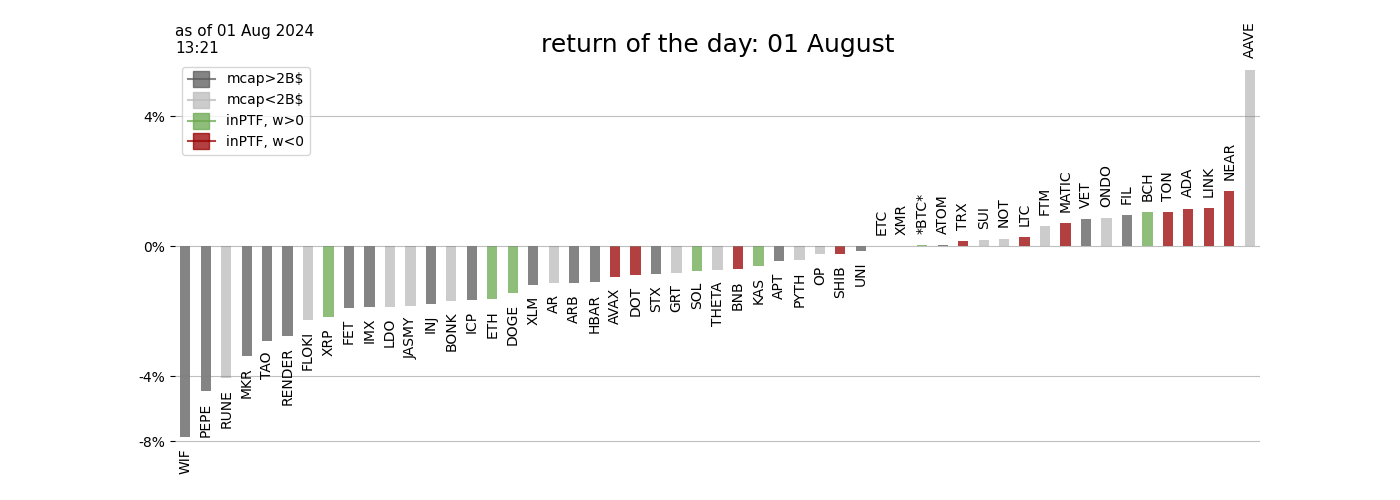 as of 01 Aug 2024
13:21
return of the day: 01 August
mcap>2B$
mcap<2B$
inPTF, w>0
inPTF, w<0
4%
0%
-4%
-8%
WIF
PEPE
RUNE
MKR
TAO
RENDER
FLOKI
XRP
FET
IMX
LDO
JASMY
INJ
BONK
ICP
ETH
DOGE
XLM
AR
ARB
HBAR
AVAX
DOT
STX
GRT
SOL
THETA
BNB
KAS
APT
PYTH
OP
SHIB
UNI
ETC
XMR
*BTC*
ATOM
TRX
SUI
NOT
LTC
FTM
MATIC
VET
ONDO
FIL
BCH
TON
ADA
LINK
NEAR
AAVE